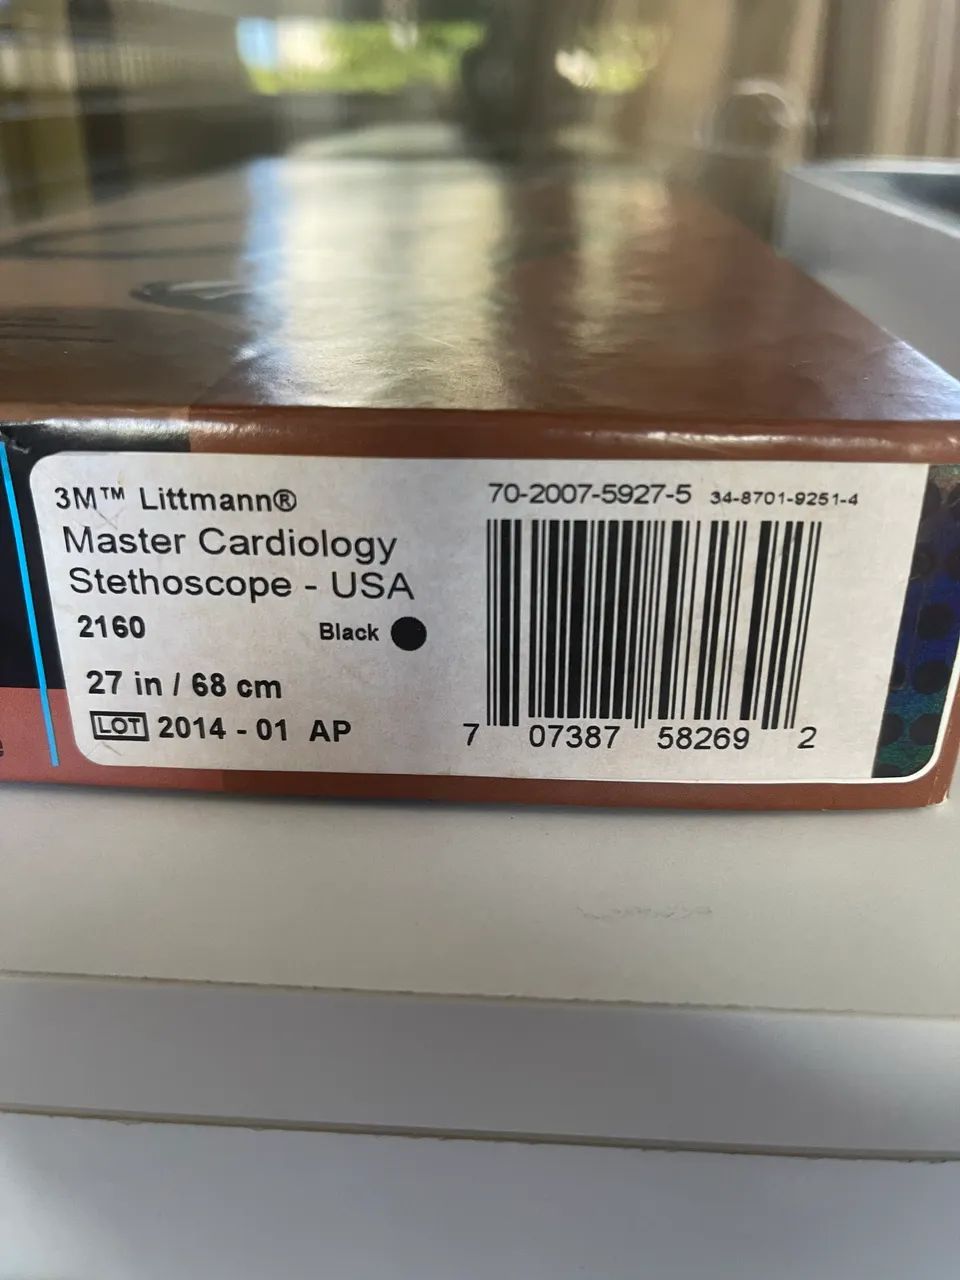 3M™ Littmann®
Master Cardiology
Stethoscope - USA
2160 Black
27 in / 68 cm
LOT 2014 - 01 AP
70-2007-5927-5 34-8701-9251-4
7 07387 58269 2